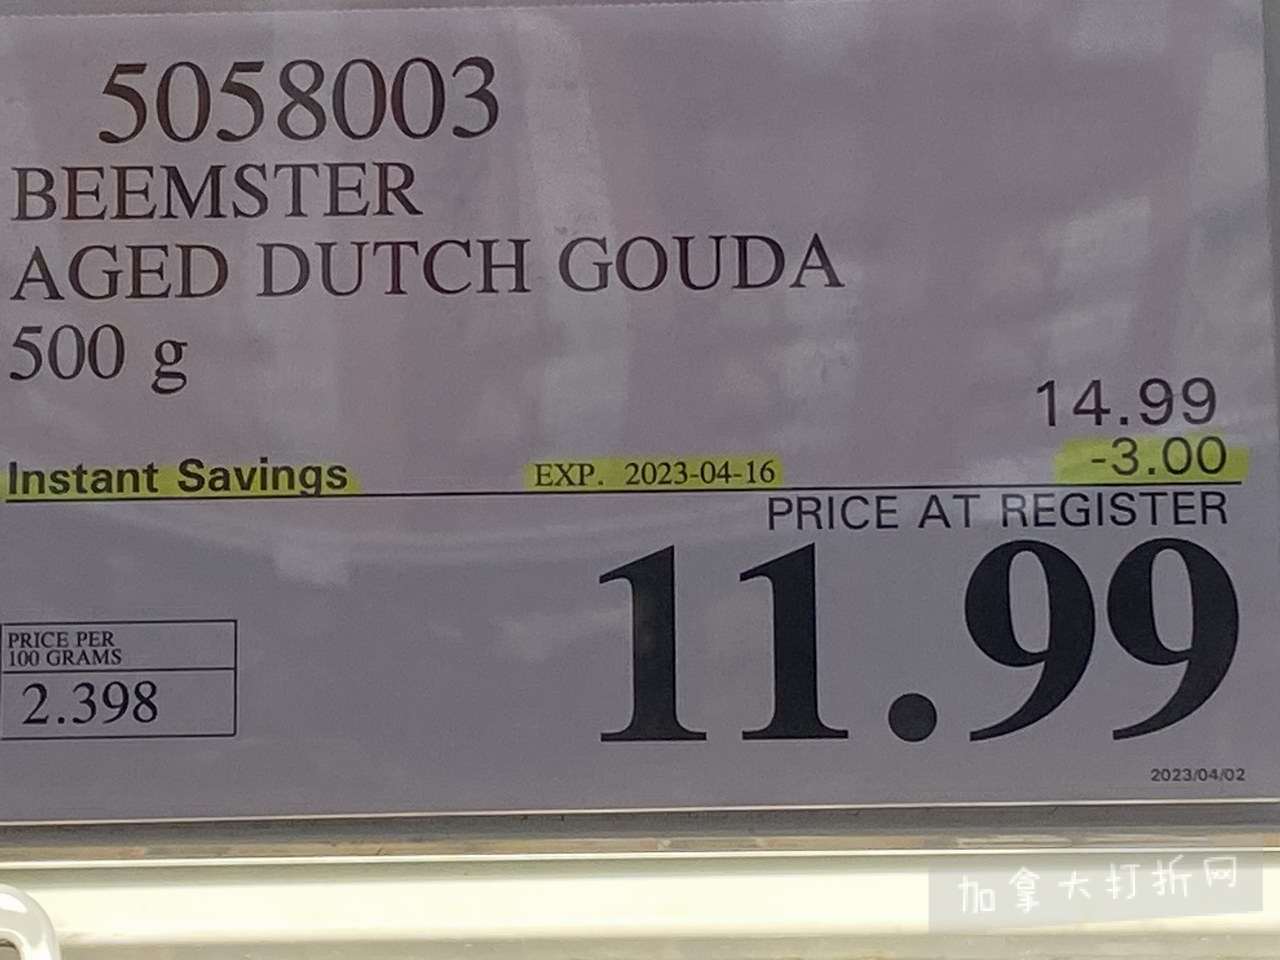 5058003
BEEMSTER
AGED DUTCH GOUDA
500 g
14.99
Instant Savings EXP. 2023-04-16 -3.00
PRICE AT REGISTER
11.99
PRICE PER
100 GRAMS
2.398
2023/04/02
加拿大打折网